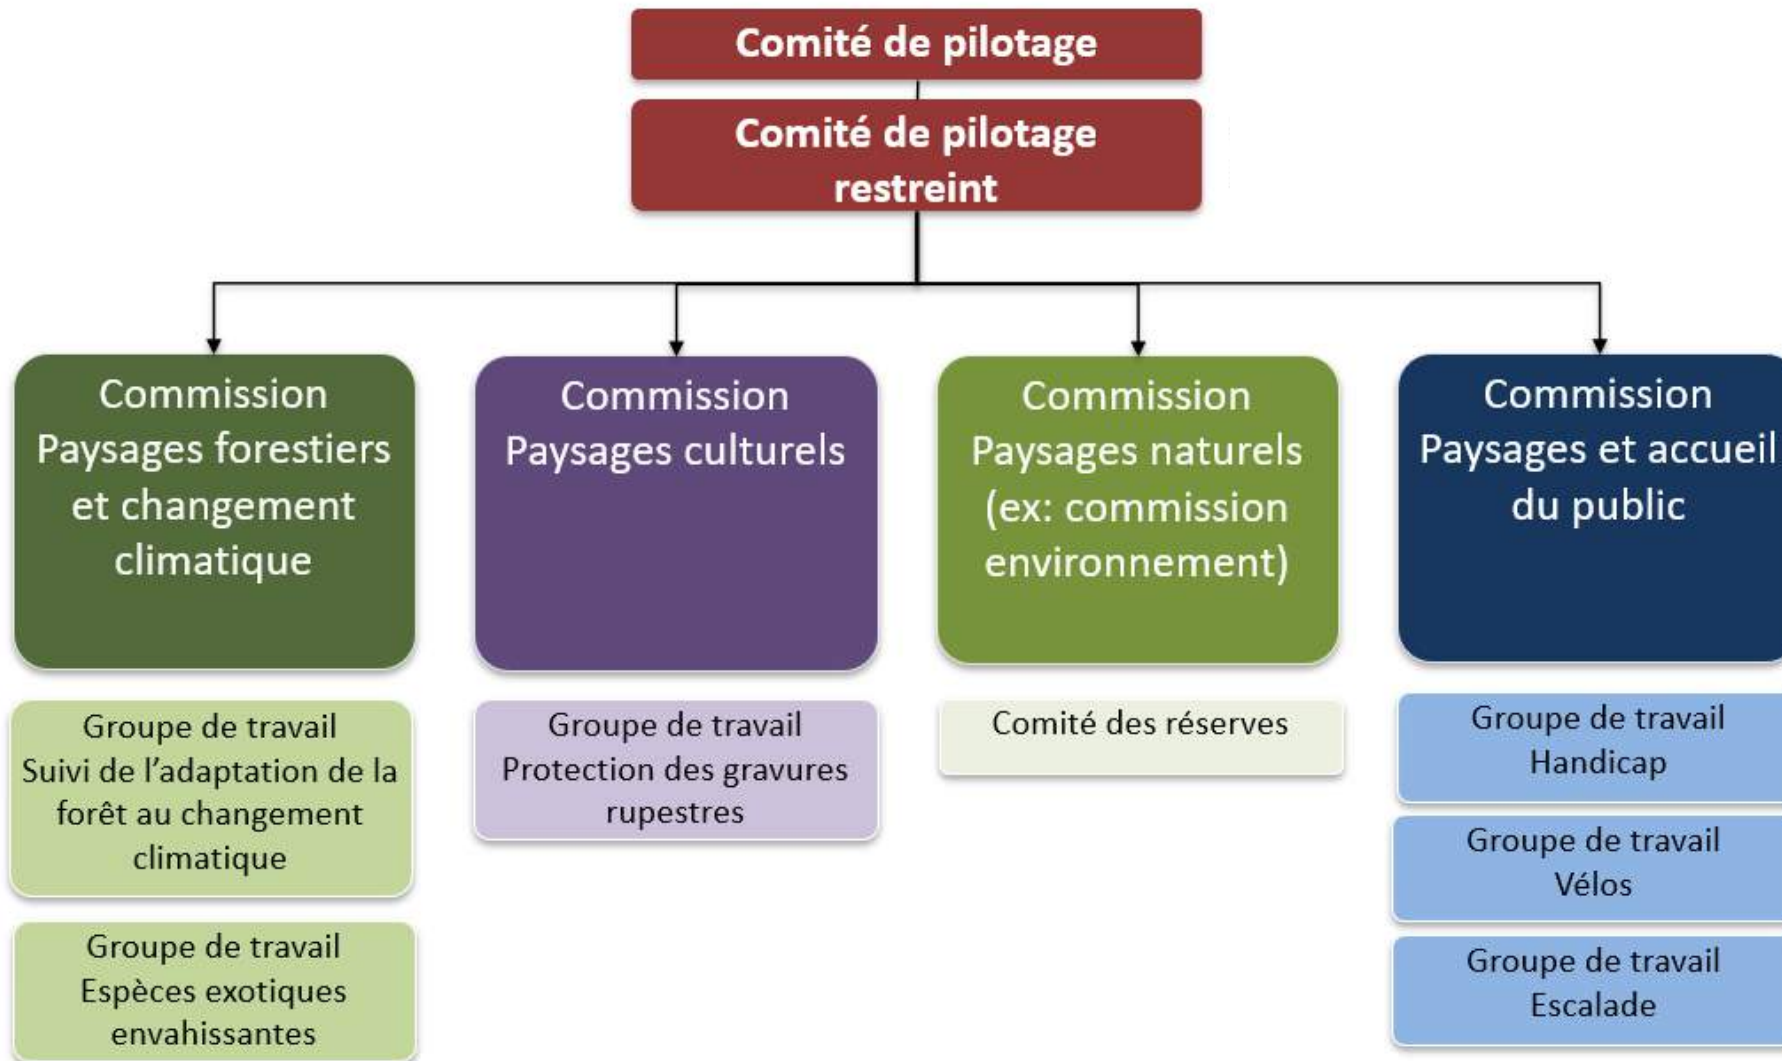 Comité de pilotage
Comité de pilotage
restreint
Commission
Paysages forestiers
et changement
climatique
Commission
Paysages culturels
Commission
Paysages naturels
(ex: commission
environnement)
Commission
Paysages et accueil
du public
Groupe de travail
Suivi de l’adaptation de la
forêt au changement
climatique
Groupe de travail
Espèces exotiques
envahissantes
Groupe de travail
Protection des gravures
rupestres
Comité des réserves
Groupe de travail
Handicap
Groupe de travail
Vélos
Groupe de travail
Escalade